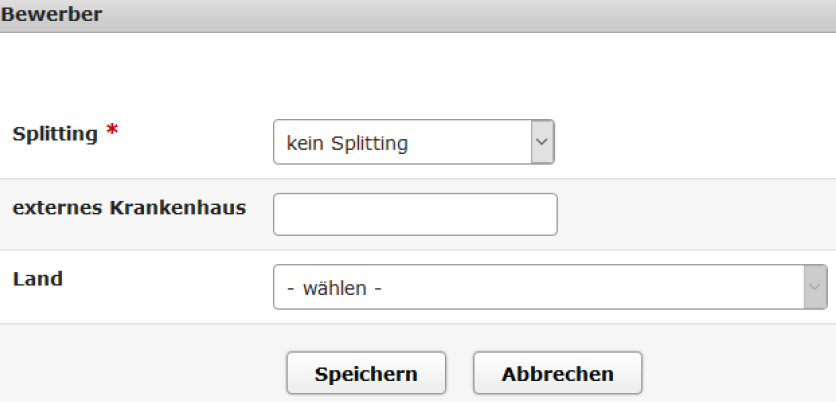 Bewerber
Splitting *
kein Splitting
externes Krankenhaus
Land
- wählen -
Speichern
Abbrechen